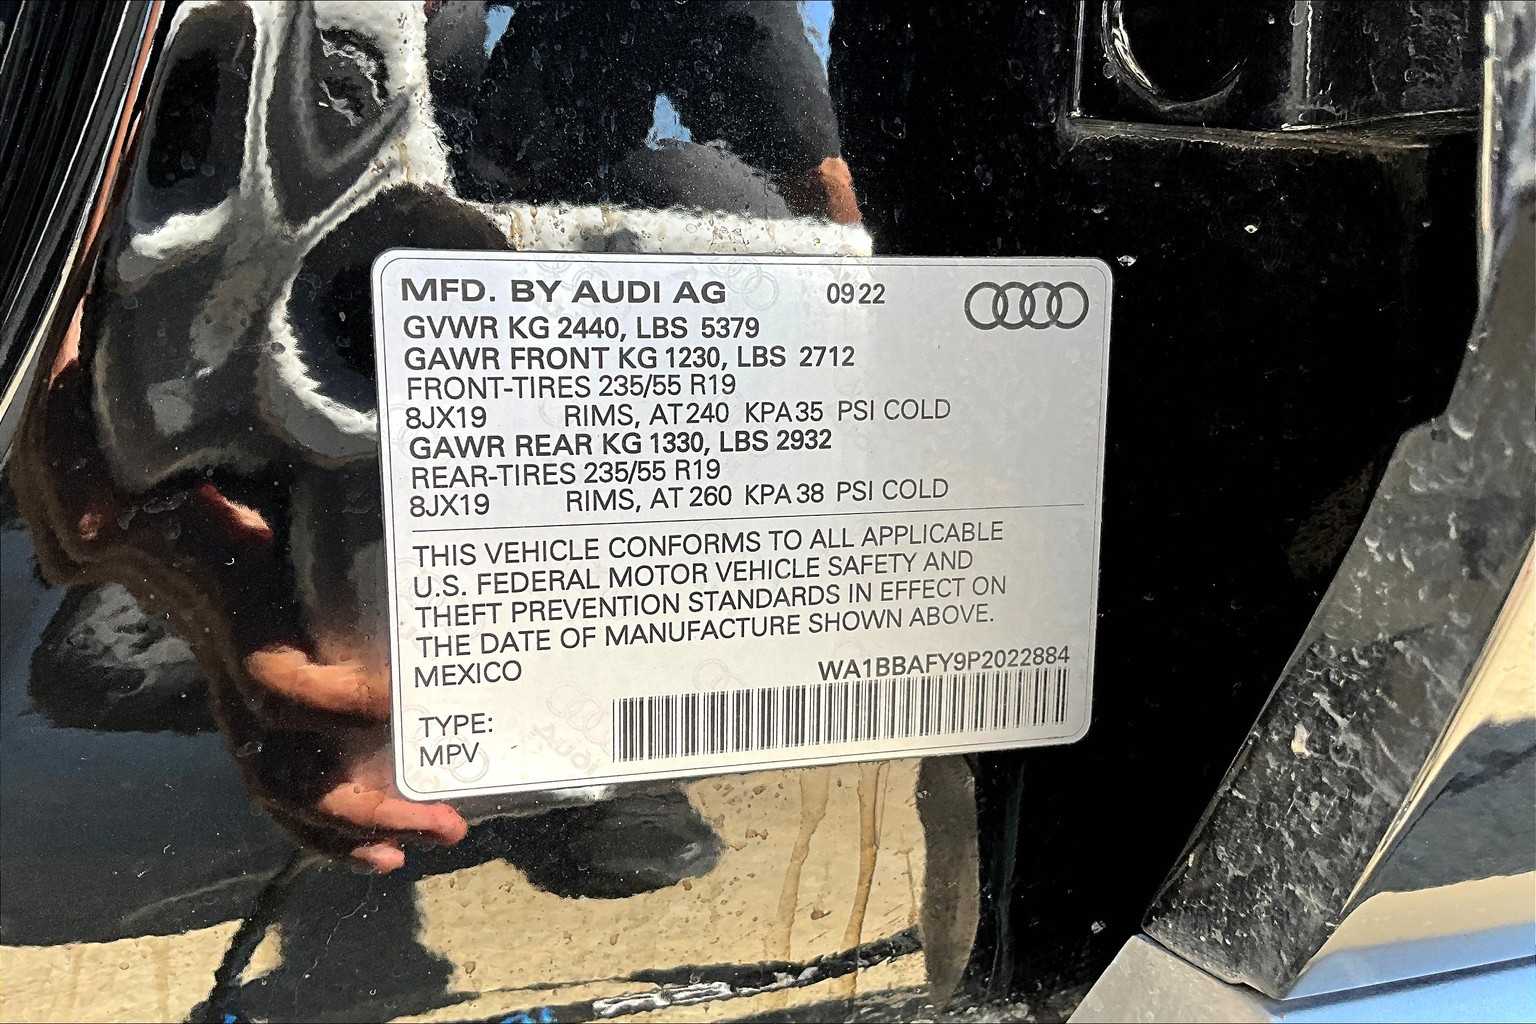 MFD. BY AUDI AG 0922
GVWR KG 2440, LBS 5379
GAWR FRONT KG 1230, LBS 2712
FRONT-TIRES 235/55 R19
8JX19 RIMS, AT 240 KPA 35 PSI COLD
GAWR REAR KG 1330, LBS 2932
REAR-TIRES 235/55 R19
8JX19 RIMS, AT 260 KPA 38 PSI COLD
THIS VEHICLE CONFORMS TO ALL APPLICABLE
U.S. FEDERAL MOTOR VEHICLE SAFETY AND
THEFT PREVENTION STANDARDS IN EFFECT ON
THE DATE OF MANUFACTURE SHOWN ABOVE.
MEXICO WA1BBAFY9P2022884
TYPE:
MPV
Audi